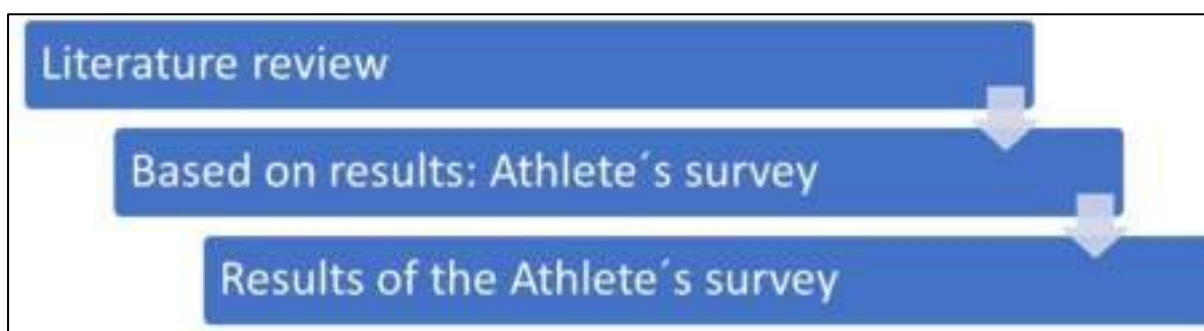 Literature review
Based on results: Athlete´s survey
Results of the Athlete´s survey